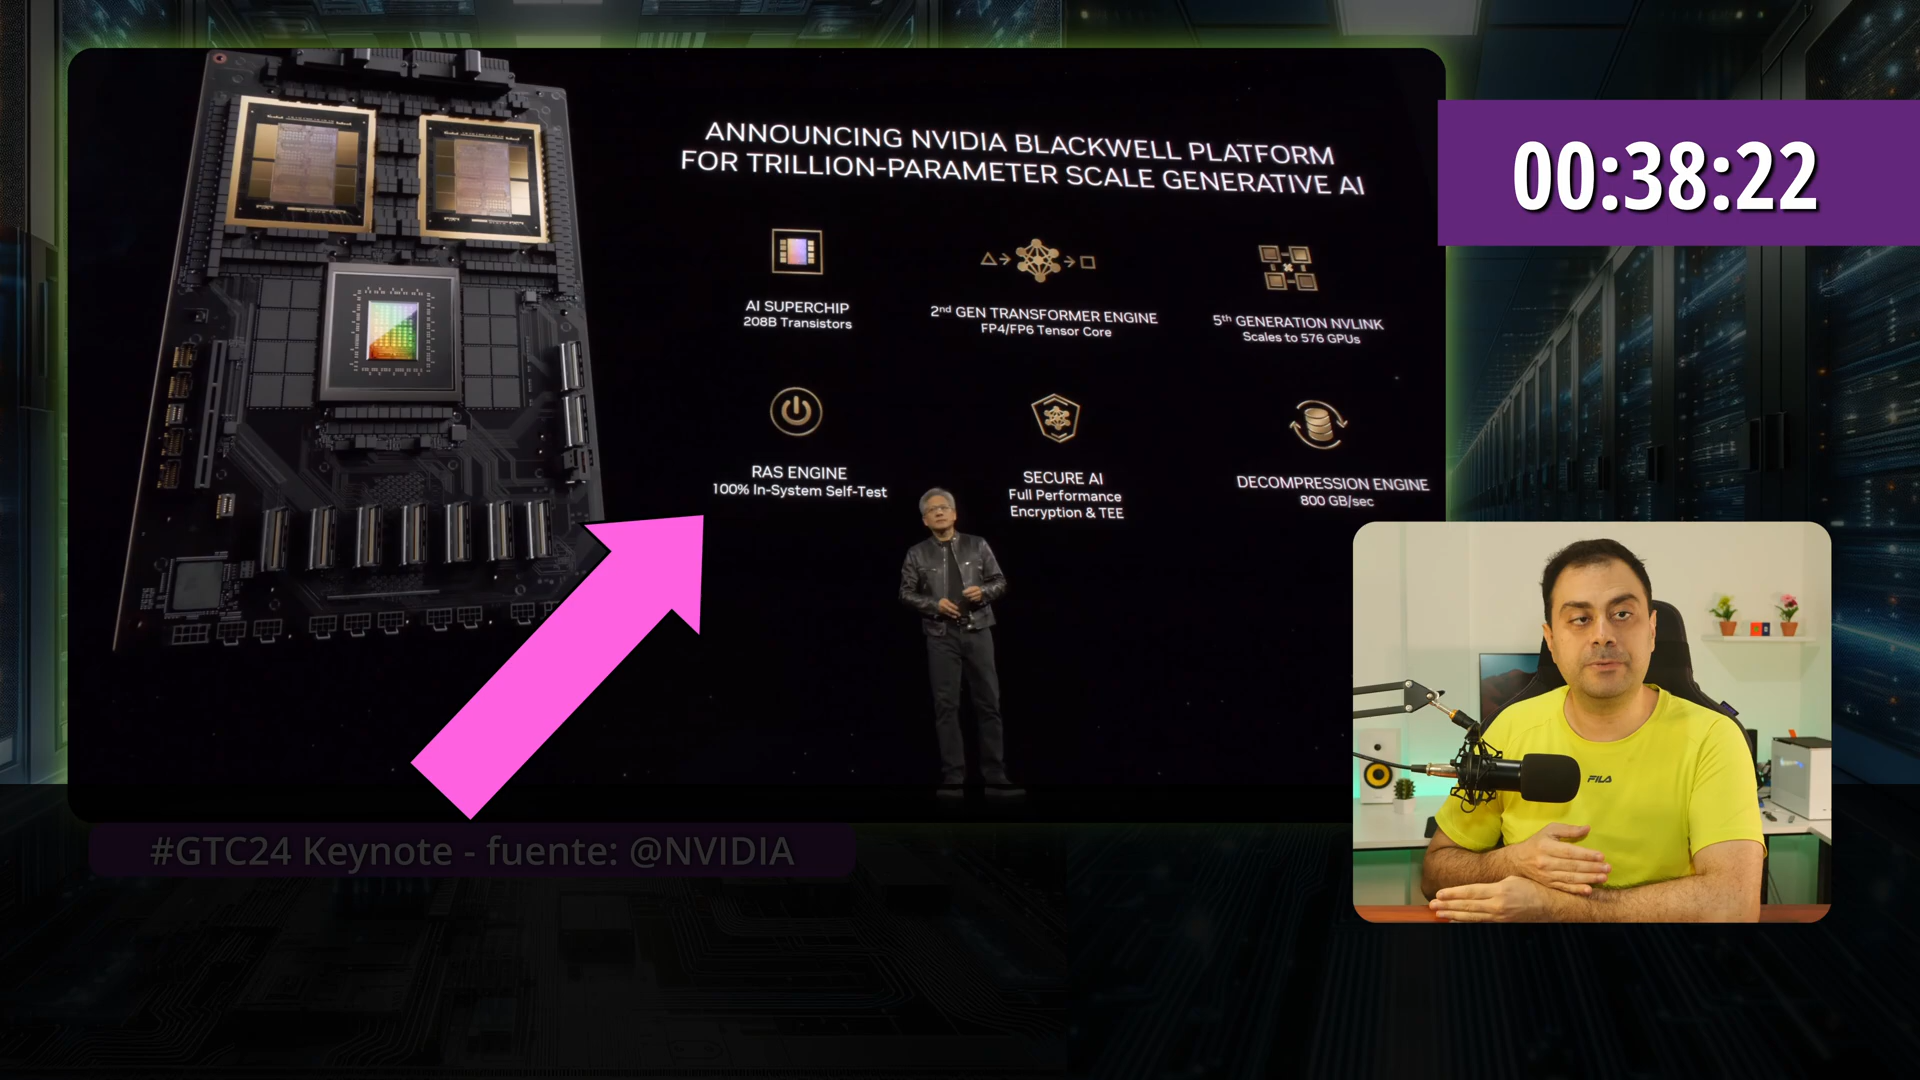 ANNOUNCING NVIDIA BLACKWELL PLATFORM
FOR TRILLION-PARAMETER SCALE GENERATIVE AI
00:38:22
AI SUPERCHIP
208B Transistors
2nd GEN TRANSFORMER ENGINE
FP4/FP6 Tensor Core
5th GENERATION NVLINK
Scales to 576 GPUs
RAS ENGINE
100% In-System Self-Test
SECURE AI
Full Performance
Encryption & TEE
DECOMPRESSION ENGINE
800 GB/sec
FILA
#GTC24 Keynote - fuente: @NVIDIA